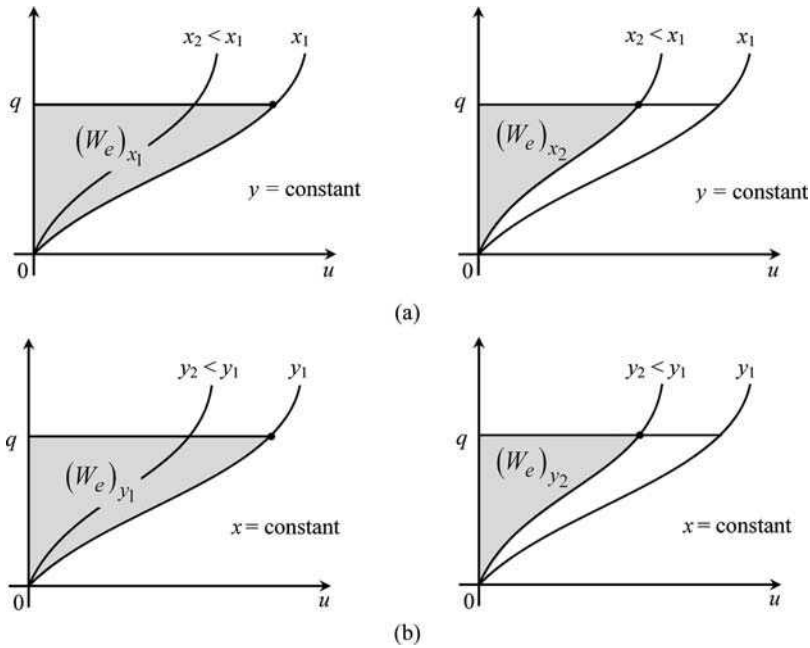 x₂ < x₁ x₁
q
(Wₑ)ₓ₁
y = constant
0
u
x₂ < x₁ x₁
q
(Wₑ)ₓ₂
y = constant
0
u
(a)
y₂ < y₁ y₁
q
(Wₑ)y₁
x = constant
0
u
y₂ < y₁ y₁
q
(Wₑ)y₂
x = constant
0
u
(b)